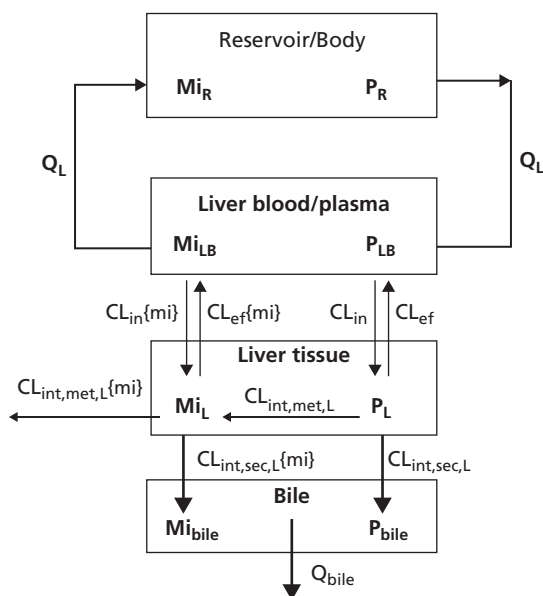 Reservoir/Body
Mi_R P_R
Q_L Q_L
Liver blood/plasma
Mi_LB P_LB
CL_in{mi} CL_ef{mi} CL_in CL_ef
Liver tissue
CL_int,met,L{mi}
Mi_L CL_int,met,L P_L
CL_int,sec,L{mi} CL_int,sec,L
Bile
Mi_bile P_bile
Q_bile